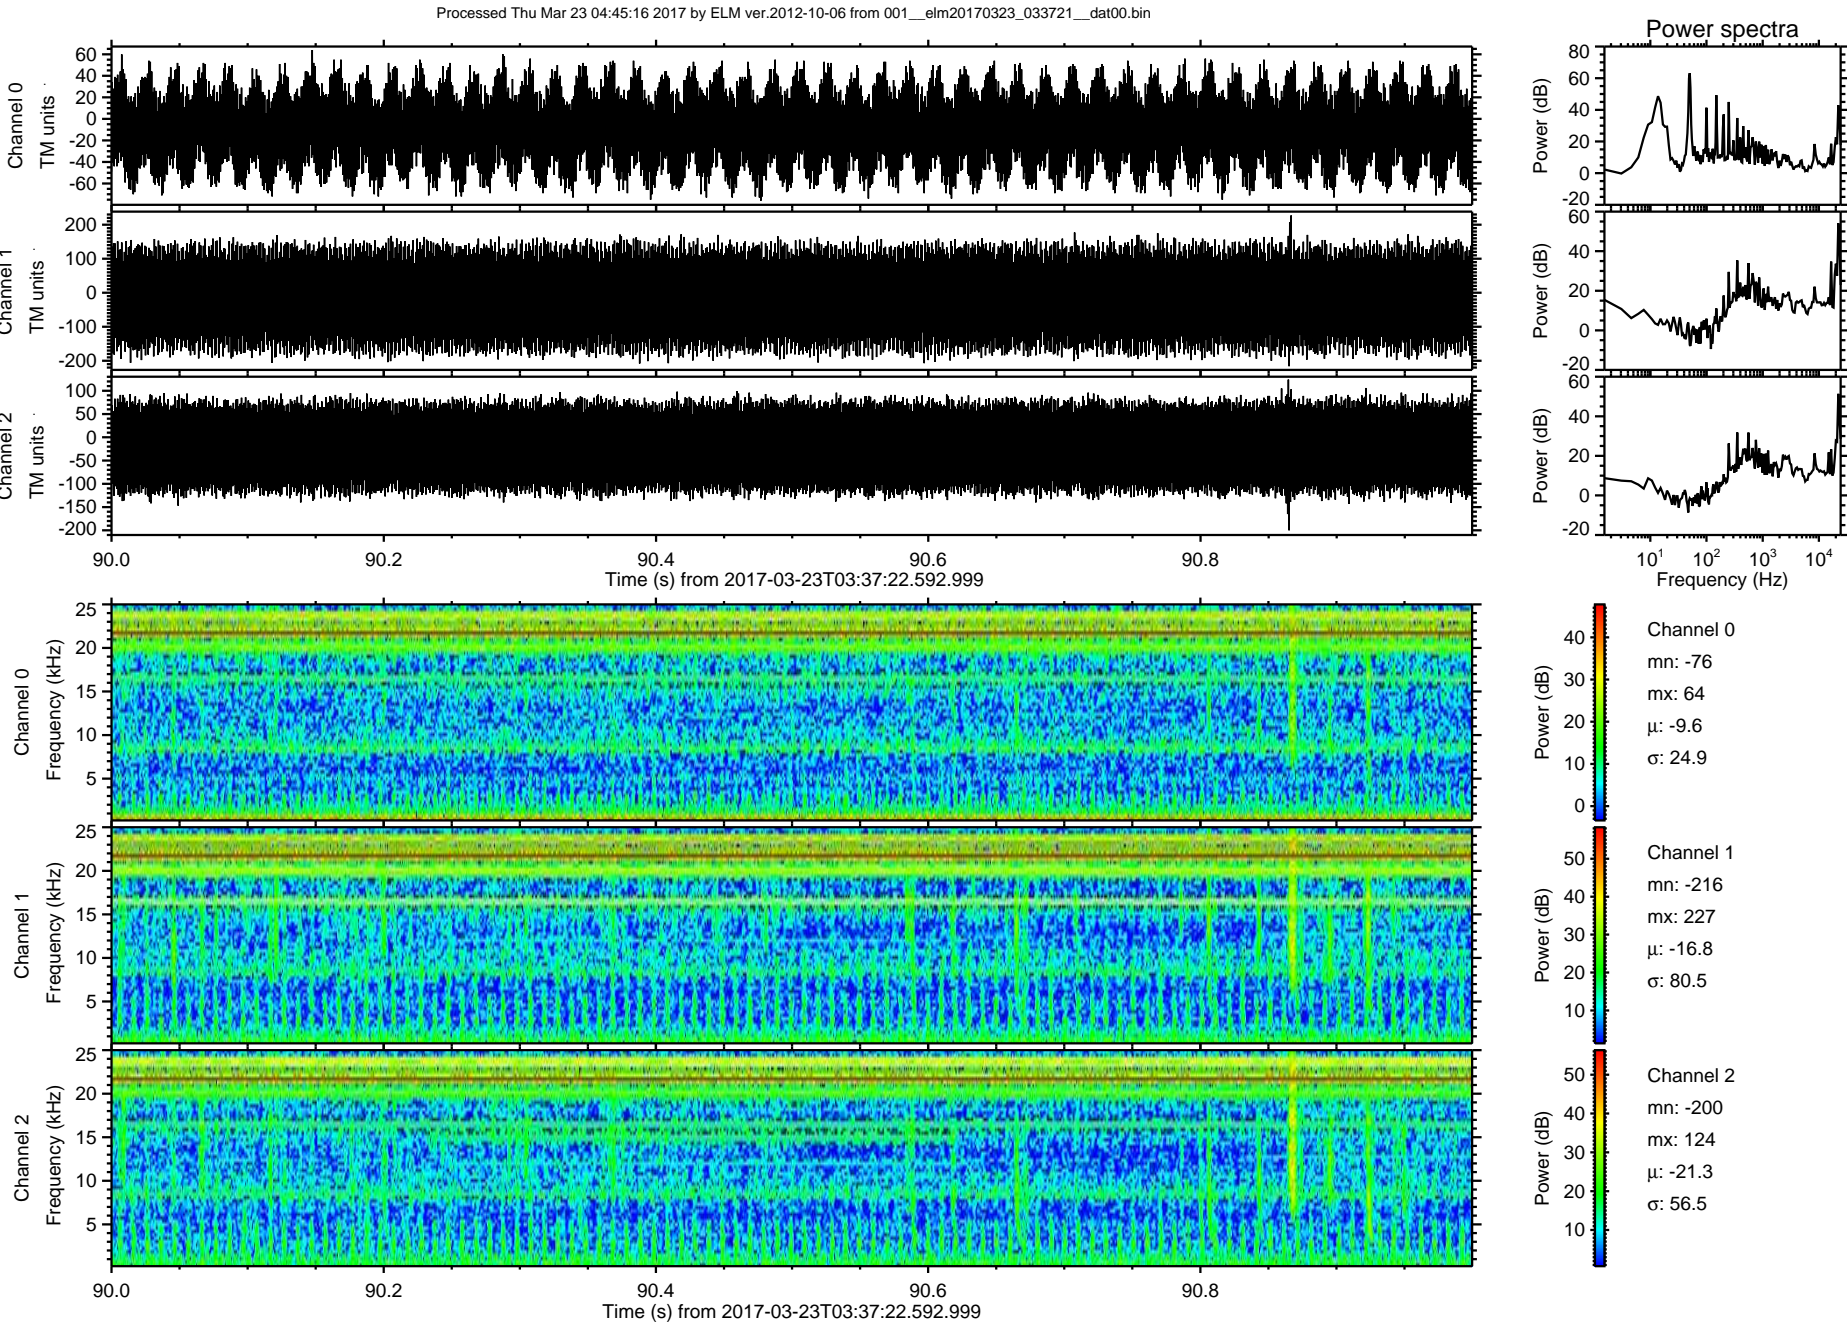 Processed Thu Mar 23 04:45:16 2017 by ELM ver.2012-10-06 from 001__elm20170323_033721__dat00.bin
Power spectra
Channel 0
TM units
60
40
20
0
-20
-40
-60
Power (dB)
80
60
40
20
0
-20
Channel 1
TM units
200
100
0
-100
-200
Power (dB)
60
40
20
0
-20
Channel 2
TM units
100
50
0
-50
-100
-150
-200
Power (dB)
60
40
20
0
-20
90.0 90.2 90.4 90.6 90.8
Time (s) from 2017-03-23T03:37:22.592.999
10^1 10^2 10^3 10^4
Frequency (Hz)
Channel 0
Frequency (kHz)
25
20
15
10
5
Power (dB)
40
30
20
10
0
Channel 0
mn: -76
mx: 64
μ: -9.6
σ: 24.9
Channel 1
Frequency (kHz)
25
20
15
10
5
Power (dB)
50
40
30
20
10
Channel 1
mn: -216
mx: 227
μ: -16.8
σ: 80.5
Channel 2
Frequency (kHz)
25
20
15
10
5
Power (dB)
50
40
30
20
10
Channel 2
mn: -200
mx: 124
μ: -21.3
σ: 56.5
90.0 90.2 90.4 90.6 90.8
Time (s) from 2017-03-23T03:37:22.592.999